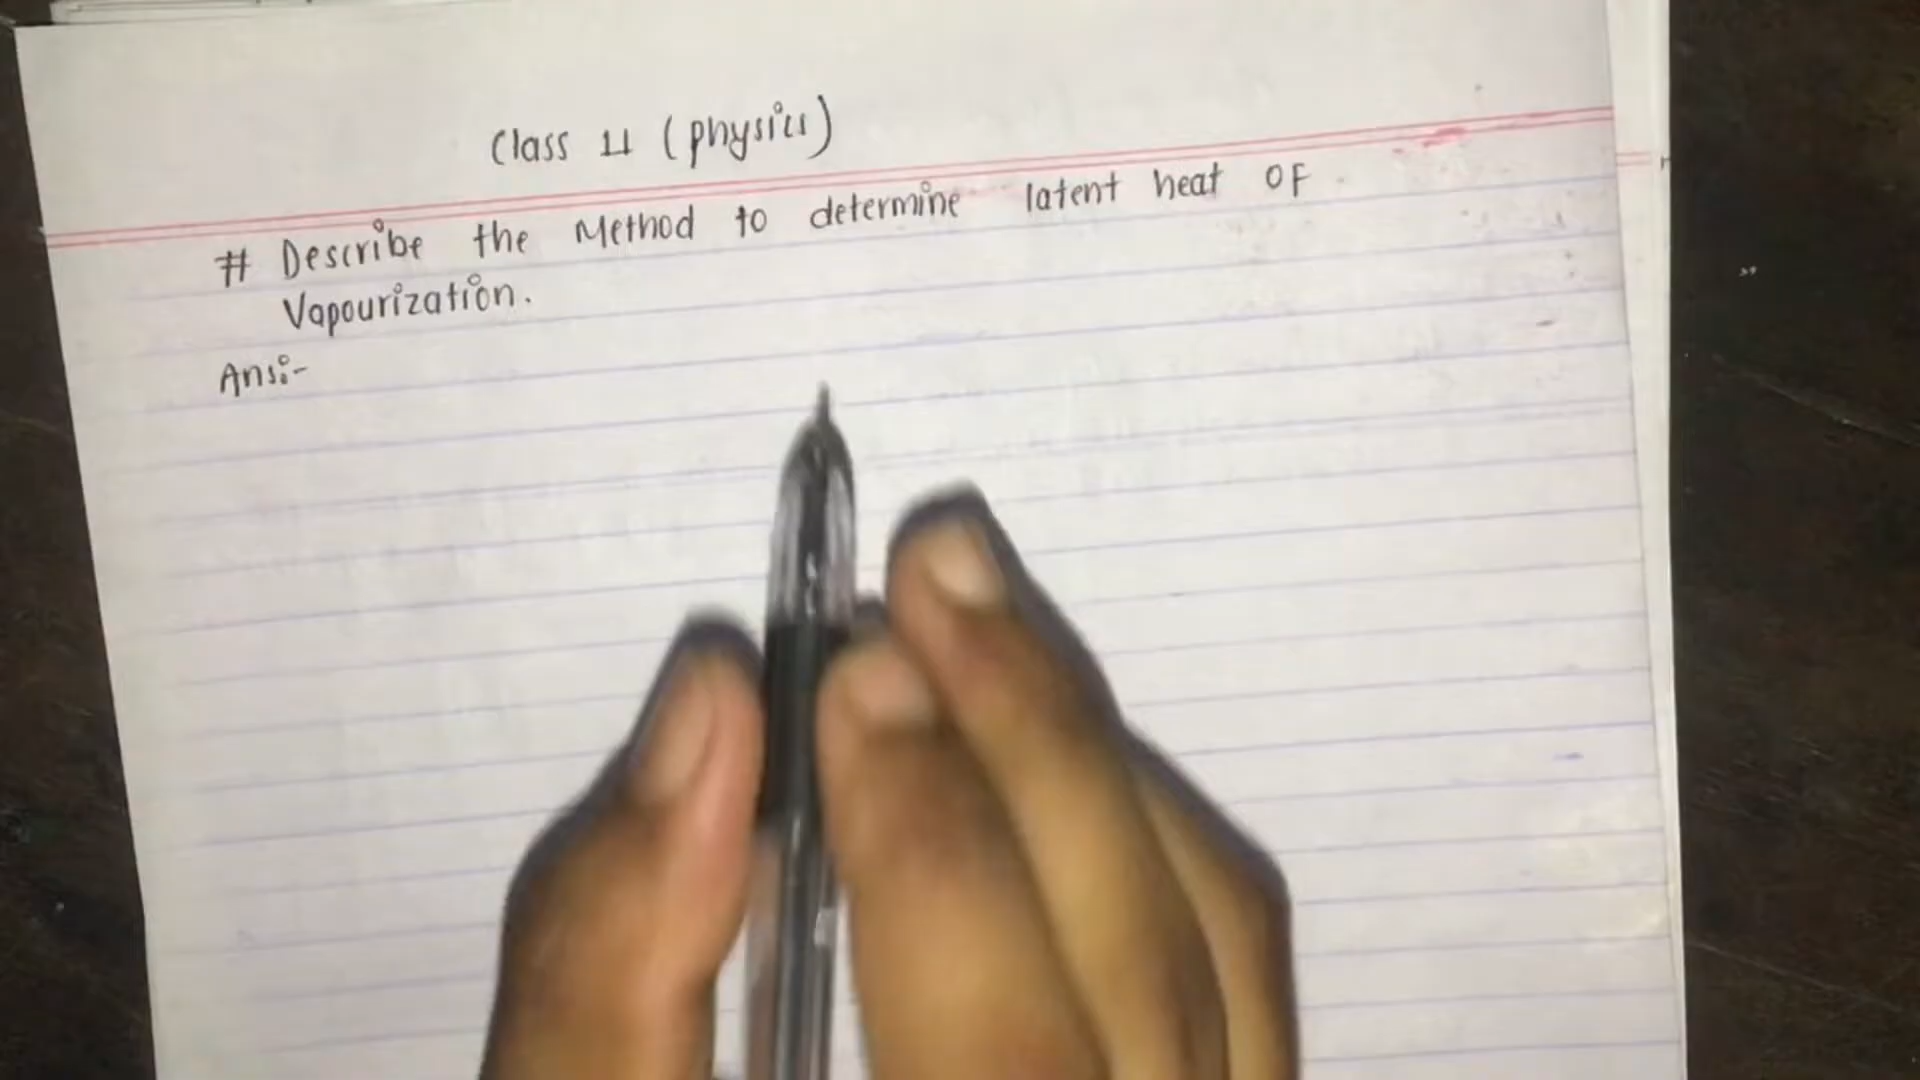 Class 11 (physics)
# Describe the Method to determine latent heat OF
Vapourization.
Ans:-